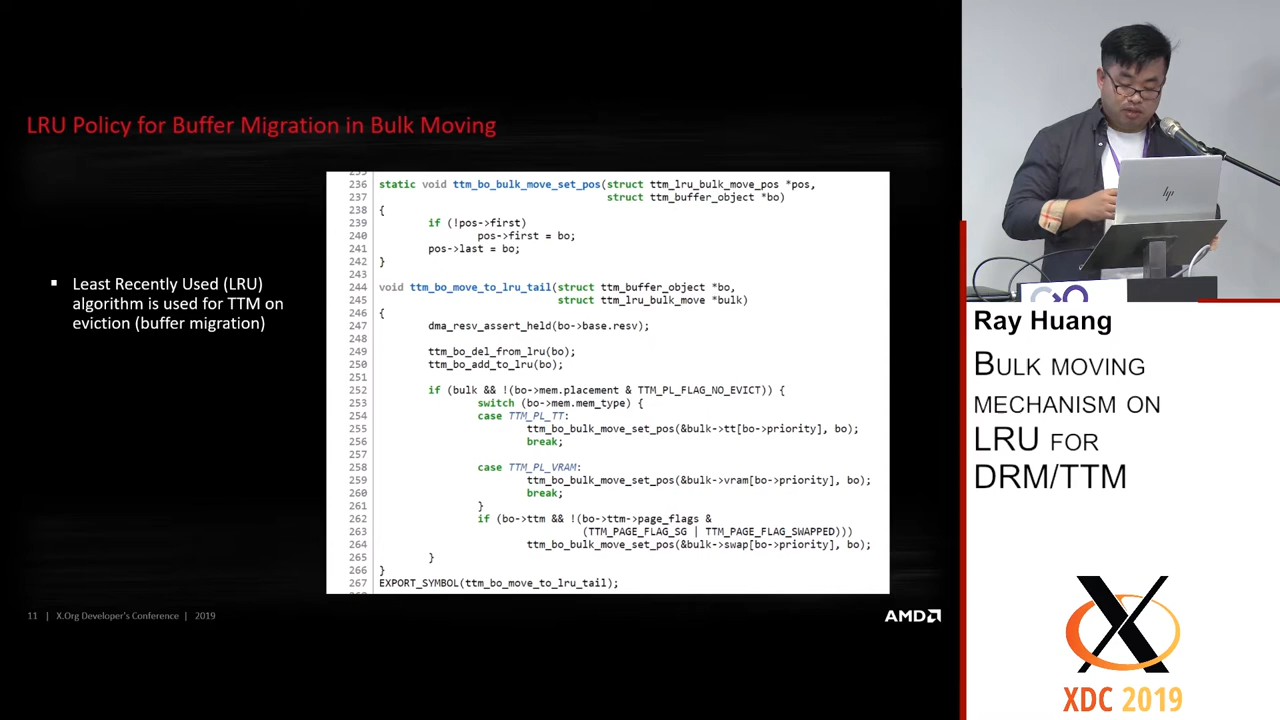 LRU Policy for Buffer Migration in Bulk Moving
▪ Least Recently Used (LRU)
algorithm is used for TTM on
eviction (buffer migration)
236 static void ttm_bo_bulk_move_set_pos(struct ttm_lru_bulk_move_pos *pos,
237 struct ttm_buffer_object *bo)
238 {
239 if (!pos->first)
240 pos->first = bo;
241 pos->last = bo;
242 }
243
244 void ttm_bo_move_to_lru_tail(struct ttm_buffer_object *bo,
245 struct ttm_lru_bulk_move *bulk)
246 {
247 dma_resv_assert_held(bo->base.resv);
248
249 ttm_bo_del_from_lru(bo);
250 ttm_bo_add_to_lru(bo);
251
252 if (bulk && !(bo->mem.placement & TTM_PL_FLAG_NO_EVICT)) {
253 switch (bo->mem.mem_type) {
254 case TTM_PL_TT:
255 ttm_bo_bulk_move_set_pos(&bulk->tt[bo->priority], bo);
256 break;
257
258 case TTM_PL_VRAM:
259 ttm_bo_bulk_move_set_pos(&bulk->vram[bo->priority], bo);
260 break;
261 }
262 if (bo->ttm && !(bo->ttm->page_flags &
263 (TTM_PAGE_FLAG_SG | TTM_PAGE_FLAG_SWAPPED)))
264 ttm_bo_bulk_move_set_pos(&bulk->swap[bo->priority], bo);
265 }
266 }
267 EXPORT_SYMBOL(ttm_bo_move_to_lru_tail);
11 | X.Org Developer's Conference | 2019
AMD
hp
Ray Huang
Bulk moving
mechanism on
LRU for
DRM/TTM
X
XDC 2019